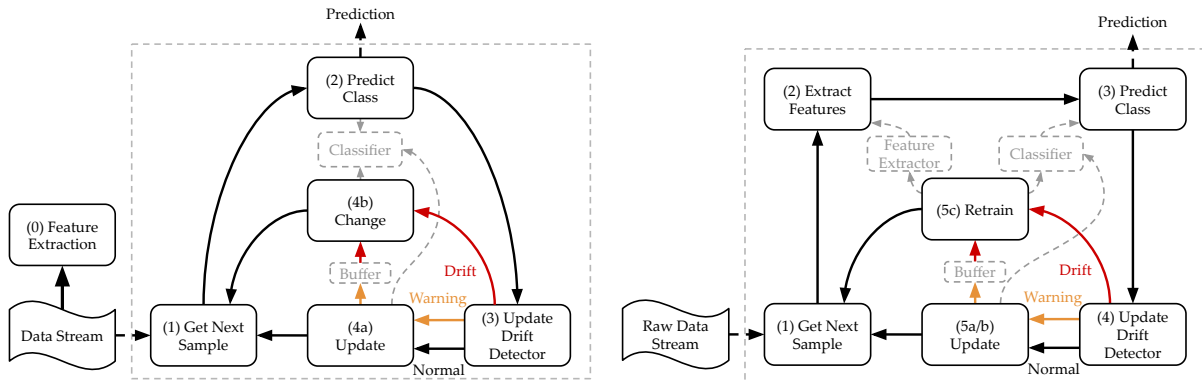 Prediction
(2) Predict
Class
Classifier
(4b)
Change
(0) Feature
Extraction
Buffer
Drift
Warning
Data Stream
(1) Get Next
Sample
(4a)
Update
(3) Update
Drift
Detector
Normal
Prediction
(2) Extract
Features
(3) Predict
Class
Feature
Extractor
Classifier
(5c) Retrain
Buffer
Drift
Warning
Raw Data
Stream
(1) Get Next
Sample
(5a/b)
Update
(4) Update
Drift
Detector
Normal